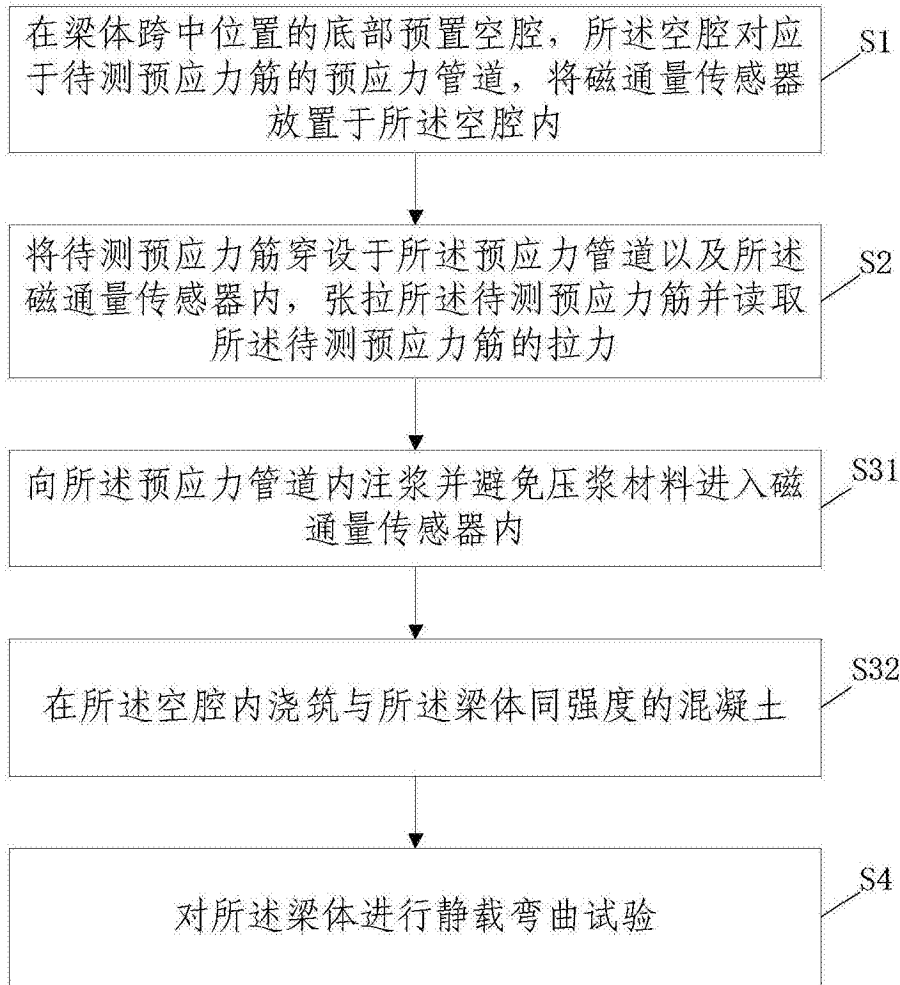 在梁体跨中位置的底部预置空腔，所述空腔对应
于待测预应力筋的预应力管道，将磁通量传感器
放置于所述空腔内
S1
将待测预应力筋穿设于所述预应力管道以及所述
磁通量传感器内，张拉所述待测预应力筋并读取
所述待测预应力筋的拉力
S2
向所述预应力管道内注浆并避免压浆材料进入磁
通量传感器内
S31
在所述空腔内浇筑与所述梁体同强度的混凝土
S32
对所述梁体进行静载弯曲试验
S4